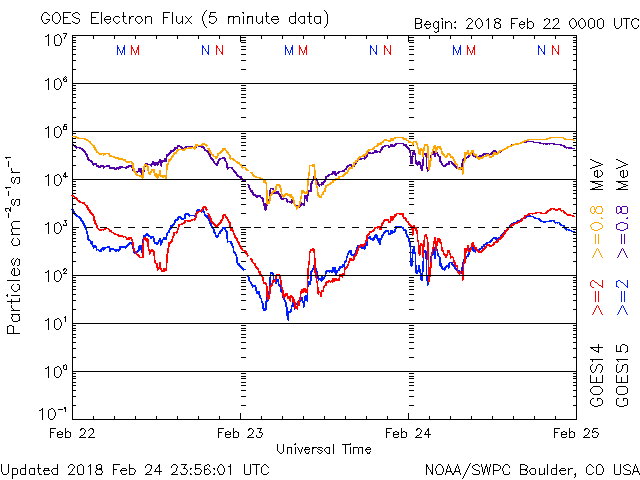 GOES Electron Flux (5 minute data)
Begin: 2018 Feb 22 0000 UTC
M M N N M M N N M M N N
10⁷
10⁶
10⁵
10⁴
10³
10²
10¹
10⁰
10⁻¹
Particles cm⁻²s⁻¹sr⁻¹
Feb 22 Feb 23 Feb 24 Feb 25
Universal Time
GOES14 >=2 >=0.8 MeV
GOES15 >=2 >=0.8 MeV
Updated 2018 Feb 24 23:56:01 UTC
NOAA/SWPC Boulder, CO USA